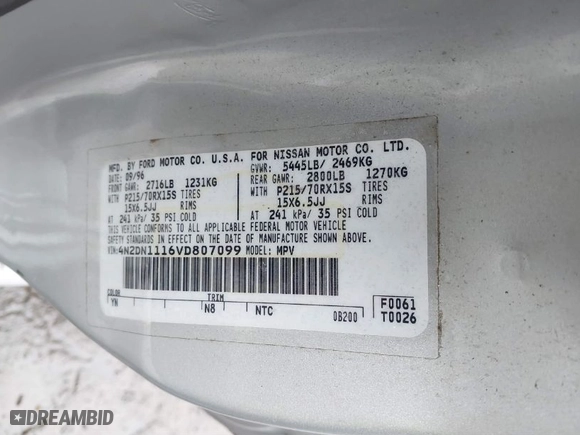 MFD. BY FORD MOTOR CO. U.S.A. FOR NISSAN MOTOR CO. LTD.
DATE: 09/96 GVWR: 5445LB/ 2469KG
FRONT GAWR: 2716LB 1231KG REAR GAWR: 2800LB 1270KG
WITH P215/70RX15S TIRES WITH P215/70RX15S TIRES
15X6.5JJ RIMS 15X6.5JJ RIMS
AT 241 kPa/ 35 PSI COLD AT 241 kPa/ 35 PSI COLD
THIS VEHICLE CONFORMS TO ALL APPLICABLE FEDERAL MOTOR VEHICLE
SAFETY STANDARDS IN EFFECT ON THE DATE OF MANUFACTURE SHOWN ABOVE.
VIN: 4N2DN1116VD807099 MODEL: MPV
COLOR TRIM
YN N8 NTC 0B200
F0061
T0026
DREAMBID